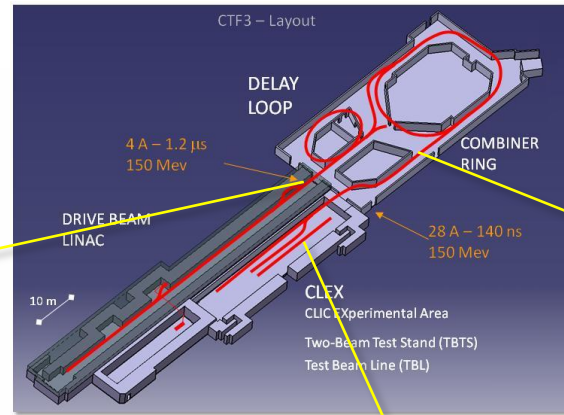 CTF3 – Layout
DELAY
LOOP
4 A – 1.2 μs
150 Mev
COMBINER
RING
DRIVE BEAM
LINAC
28 A – 140 ns
150 Mev
10 m
CLEX
CLIC EXperimental Area
Two-Beam Test Stand (TBTS)
Test Beam Line (TBL)